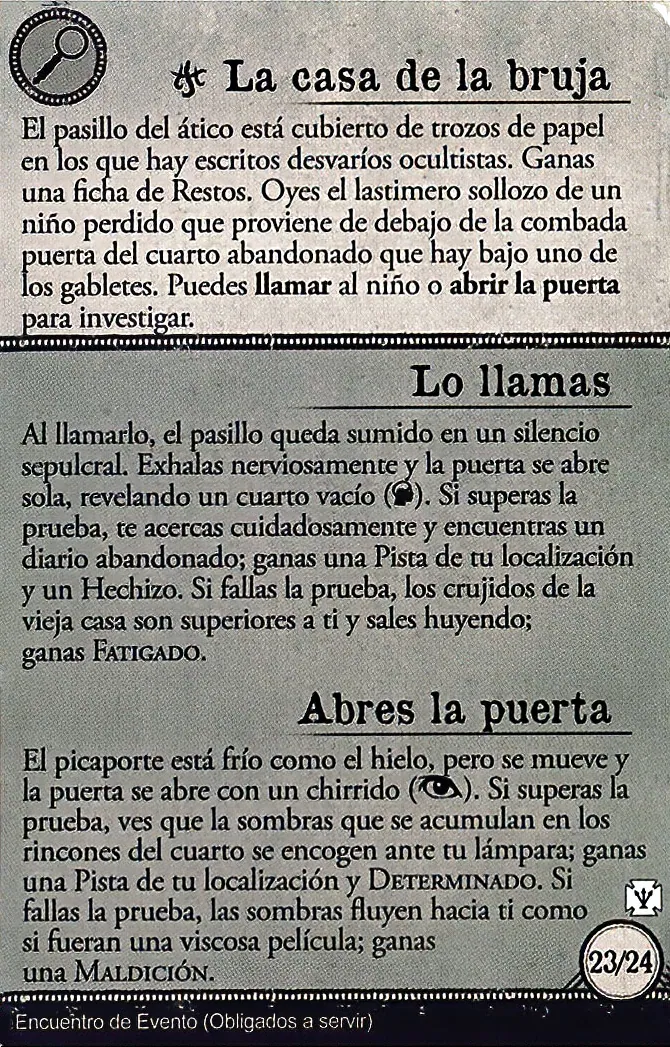 La casa de la bruja
El pasillo del ático está cubierto de trozos de papel
en los que hay escritos desvaríos ocultistas. Ganas
una ficha de Restos. Oyes el lastimero sollozo de un
niño perdido que proviene de debajo de la combada
puerta del cuarto abandonado que hay bajo uno de
los gabletes. Puedes llamar al niño o abrir la puerta
para investigar.
Lo llamas
Al llamarlo, el pasillo queda sumido en un silencio
sepulcral. Exhalas nerviosamente y la puerta se abre
sola, revelando un cuarto vacío (). Si superas la
prueba, te acercas cuidadosamente y encuentras un
diario abandonado; ganas una Pista de tu localización
y un Hechizo. Si fallas la prueba, los crujidos de la
vieja casa son superiores a ti y sales huyendo;
ganas FATIGADO.
Abres la puerta
El picaporte está frío como el hielo, pero se mueve y
la puerta se abre con un chirrido (). Si superas la
prueba, ves que la sombras que se acumulan en los
rincones del cuarto se encogen ante tu lámpara; ganas
una Pista de tu localización y DETERMINADO. Si
fallas la prueba, las sombras fluyen hacia ti como
si fueran una viscosa película; ganas
una MALDICIÓN.
23/24
Encuentro de Evento (Obligados a servir)